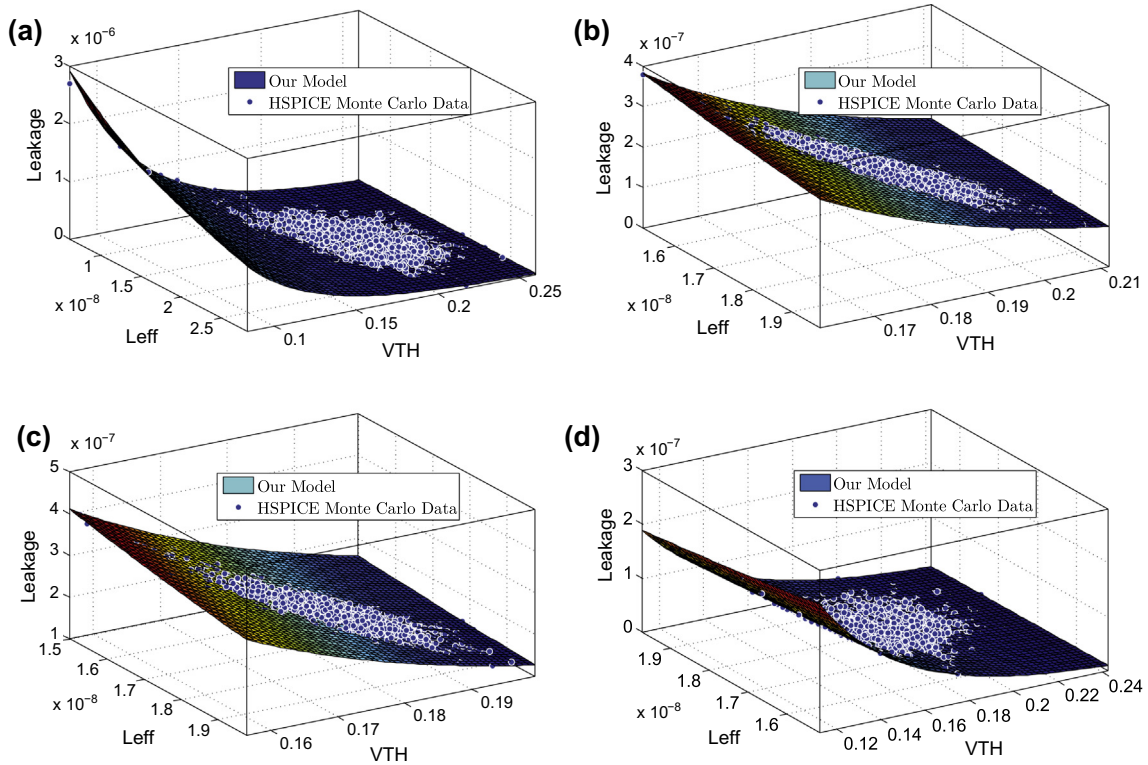 (a)
x 10⁻⁶
3
2
1
0
Leakage
Our Model
HSPICE Monte Carlo Data
1
1.5
2
2.5
x 10⁻⁸
Leff
0.1
0.15
0.2
0.25
VTH
(b)
x 10⁻⁷
4
3
2
1
0
Leakage
Our Model
HSPICE Monte Carlo Data
1.6
1.7
1.8
1.9
x 10⁻⁸
Leff
0.17
0.18
0.19
0.2
0.21
VTH
(c)
x 10⁻⁷
5
4
3
2
1
Leakage
Our Model
HSPICE Monte Carlo Data
1.5
1.6
1.7
1.8
1.9
x 10⁻⁸
Leff
0.16
0.17
0.18
0.19
VTH
(d)
x 10⁻⁷
3
2
1
0
Leakage
Our Model
HSPICE Monte Carlo Data
1.9
1.8
1.7
1.6
x 10⁻⁸
Leff
0.12
0.14
0.16
0.18
0.2
0.22
0.24
VTH